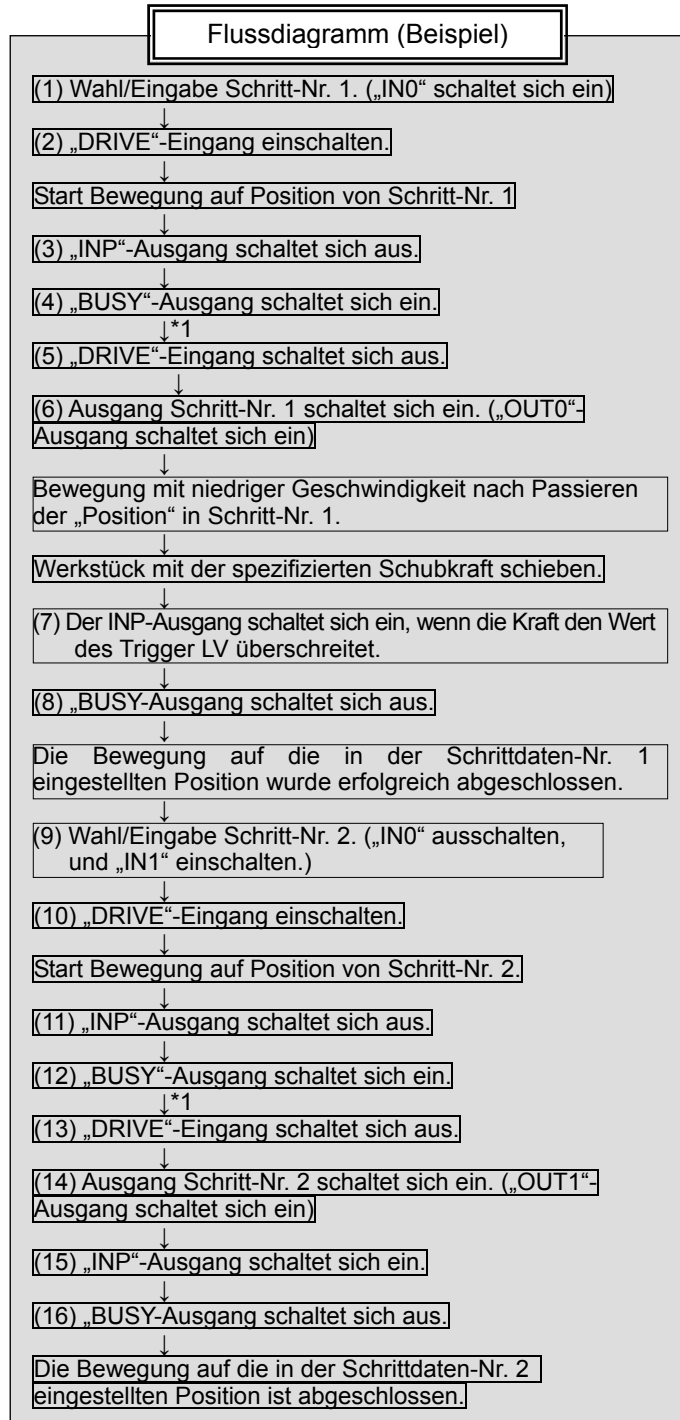 Flussdiagramm (Beispiel)
(1) Wahl/Eingabe Schritt-Nr. 1. („IN0“ schaltet sich ein)
↓
(2) „DRIVE“-Eingang einschalten.
↓
Start Bewegung auf Position von Schritt-Nr. 1
↓
(3) „INP“-Ausgang schaltet sich aus.
↓
(4) „BUSY“-Ausgang schaltet sich ein.
↓*1
(5) „DRIVE“-Eingang schaltet sich aus.
↓
(6) Ausgang Schritt-Nr. 1 schaltet sich ein. („OUT0“-
Ausgang schaltet sich ein)
↓
Bewegung mit niedriger Geschwindigkeit nach Passieren
der „Position“ in Schritt-Nr. 1.
↓
Werkstück mit der spezifizierten Schubkraft schieben.
↓
(7) Der INP-Ausgang schaltet sich ein, wenn die Kraft den Wert
des Trigger LV überschreitet.
↓
(8) „BUSY-Ausgang schaltet sich aus.
↓
Die Bewegung auf die in der Schrittdaten-Nr. 1
eingestellten Position wurde erfolgreich abgeschlossen.
↓
(9) Wahl/Eingabe Schritt-Nr. 2. („IN0“ ausschalten,
und „IN1“ einschalten.)
↓
(10) „DRIVE“-Eingang einschalten.
↓
Start Bewegung auf Position von Schritt-Nr. 2.
↓
(11) „INP“-Ausgang schaltet sich aus.
↓
(12) „BUSY“-Ausgang schaltet sich ein.
↓*1
(13) „DRIVE“-Eingang schaltet sich aus.
↓
(14) Ausgang Schritt-Nr. 2 schaltet sich ein. („OUT1“-
Ausgang schaltet sich ein)
↓
(15) „INP“-Ausgang schaltet sich ein.
↓
(16) „BUSY-Ausgang schaltet sich aus.
↓
Die Bewegung auf die in der Schrittdaten-Nr. 2
eingestellten Position ist abgeschlossen.